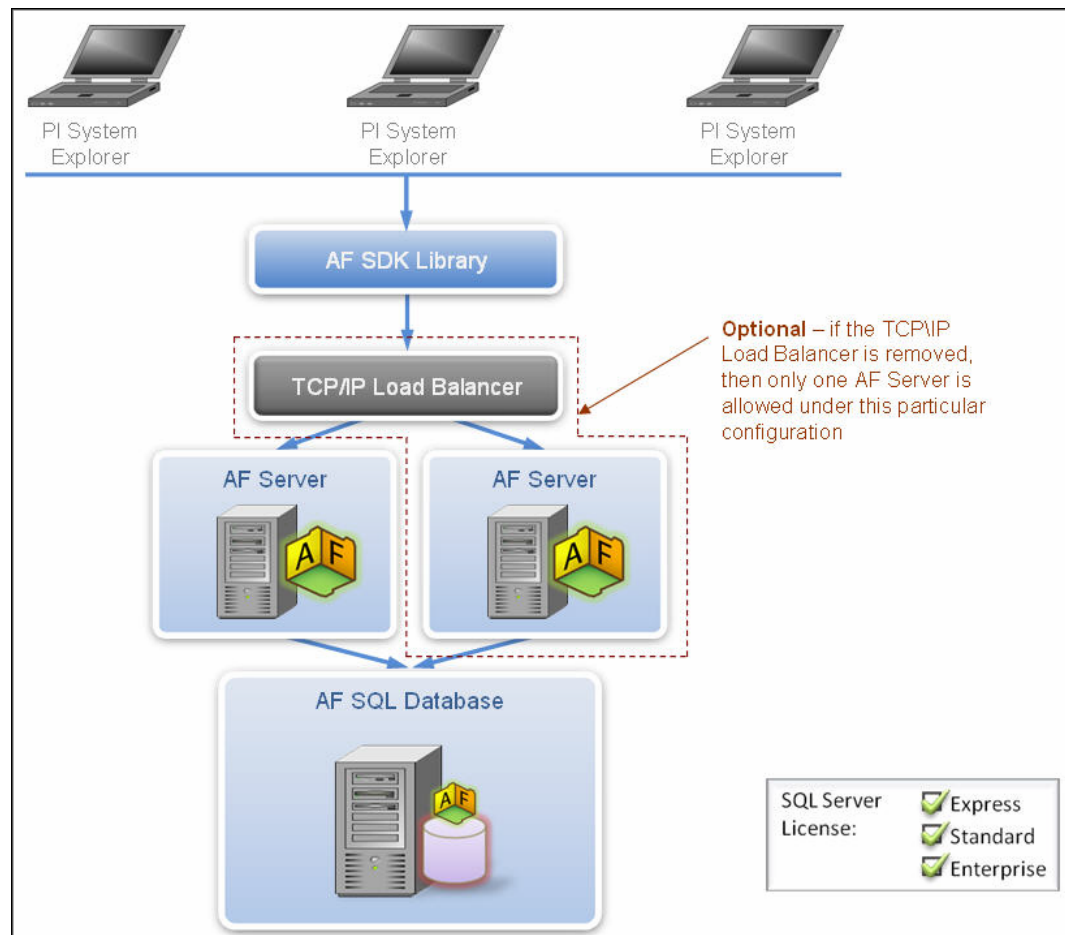 PI System
Explorer
PI System
Explorer
PI System
Explorer
AF SDK Library
TCP/IP Load Balancer
Optional – if the TCP\IP
Load Balancer is removed,
then only one AF Server is
allowed under this particular
configuration
AF Server
A F
AF Server
A F
AF SQL Database
A F
SQL Server
License:
Express
Standard
Enterprise